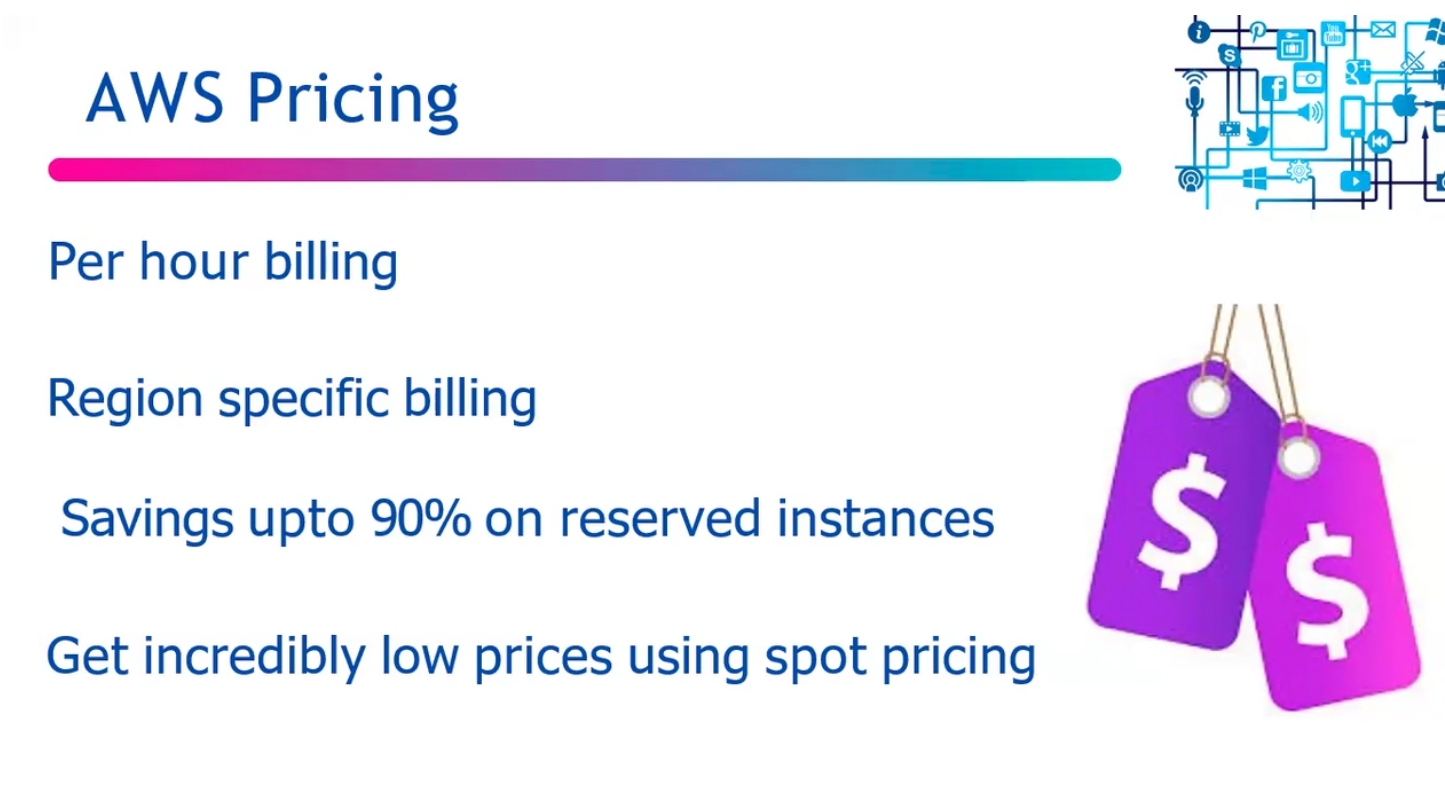 AWS Pricing
Per hour billing
Region specific billing
Savings upto 90% on reserved instances
Get incredibly low prices using spot pricing
$
$